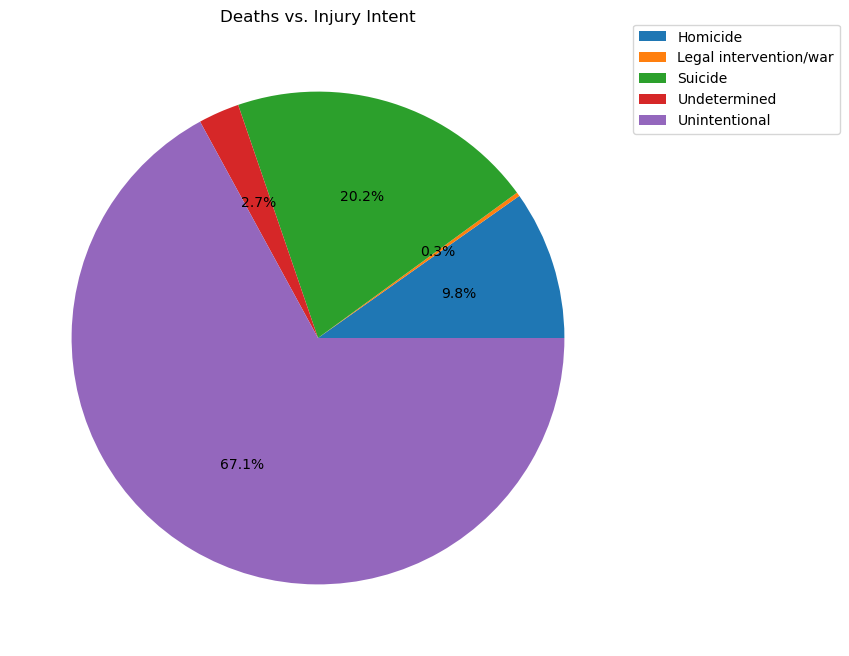 Deaths vs. Injury Intent
Homicide
Legal intervention/war
Suicide
Undetermined
Unintentional
20.2%
2.7%
0.3%
9.8%
67.1%